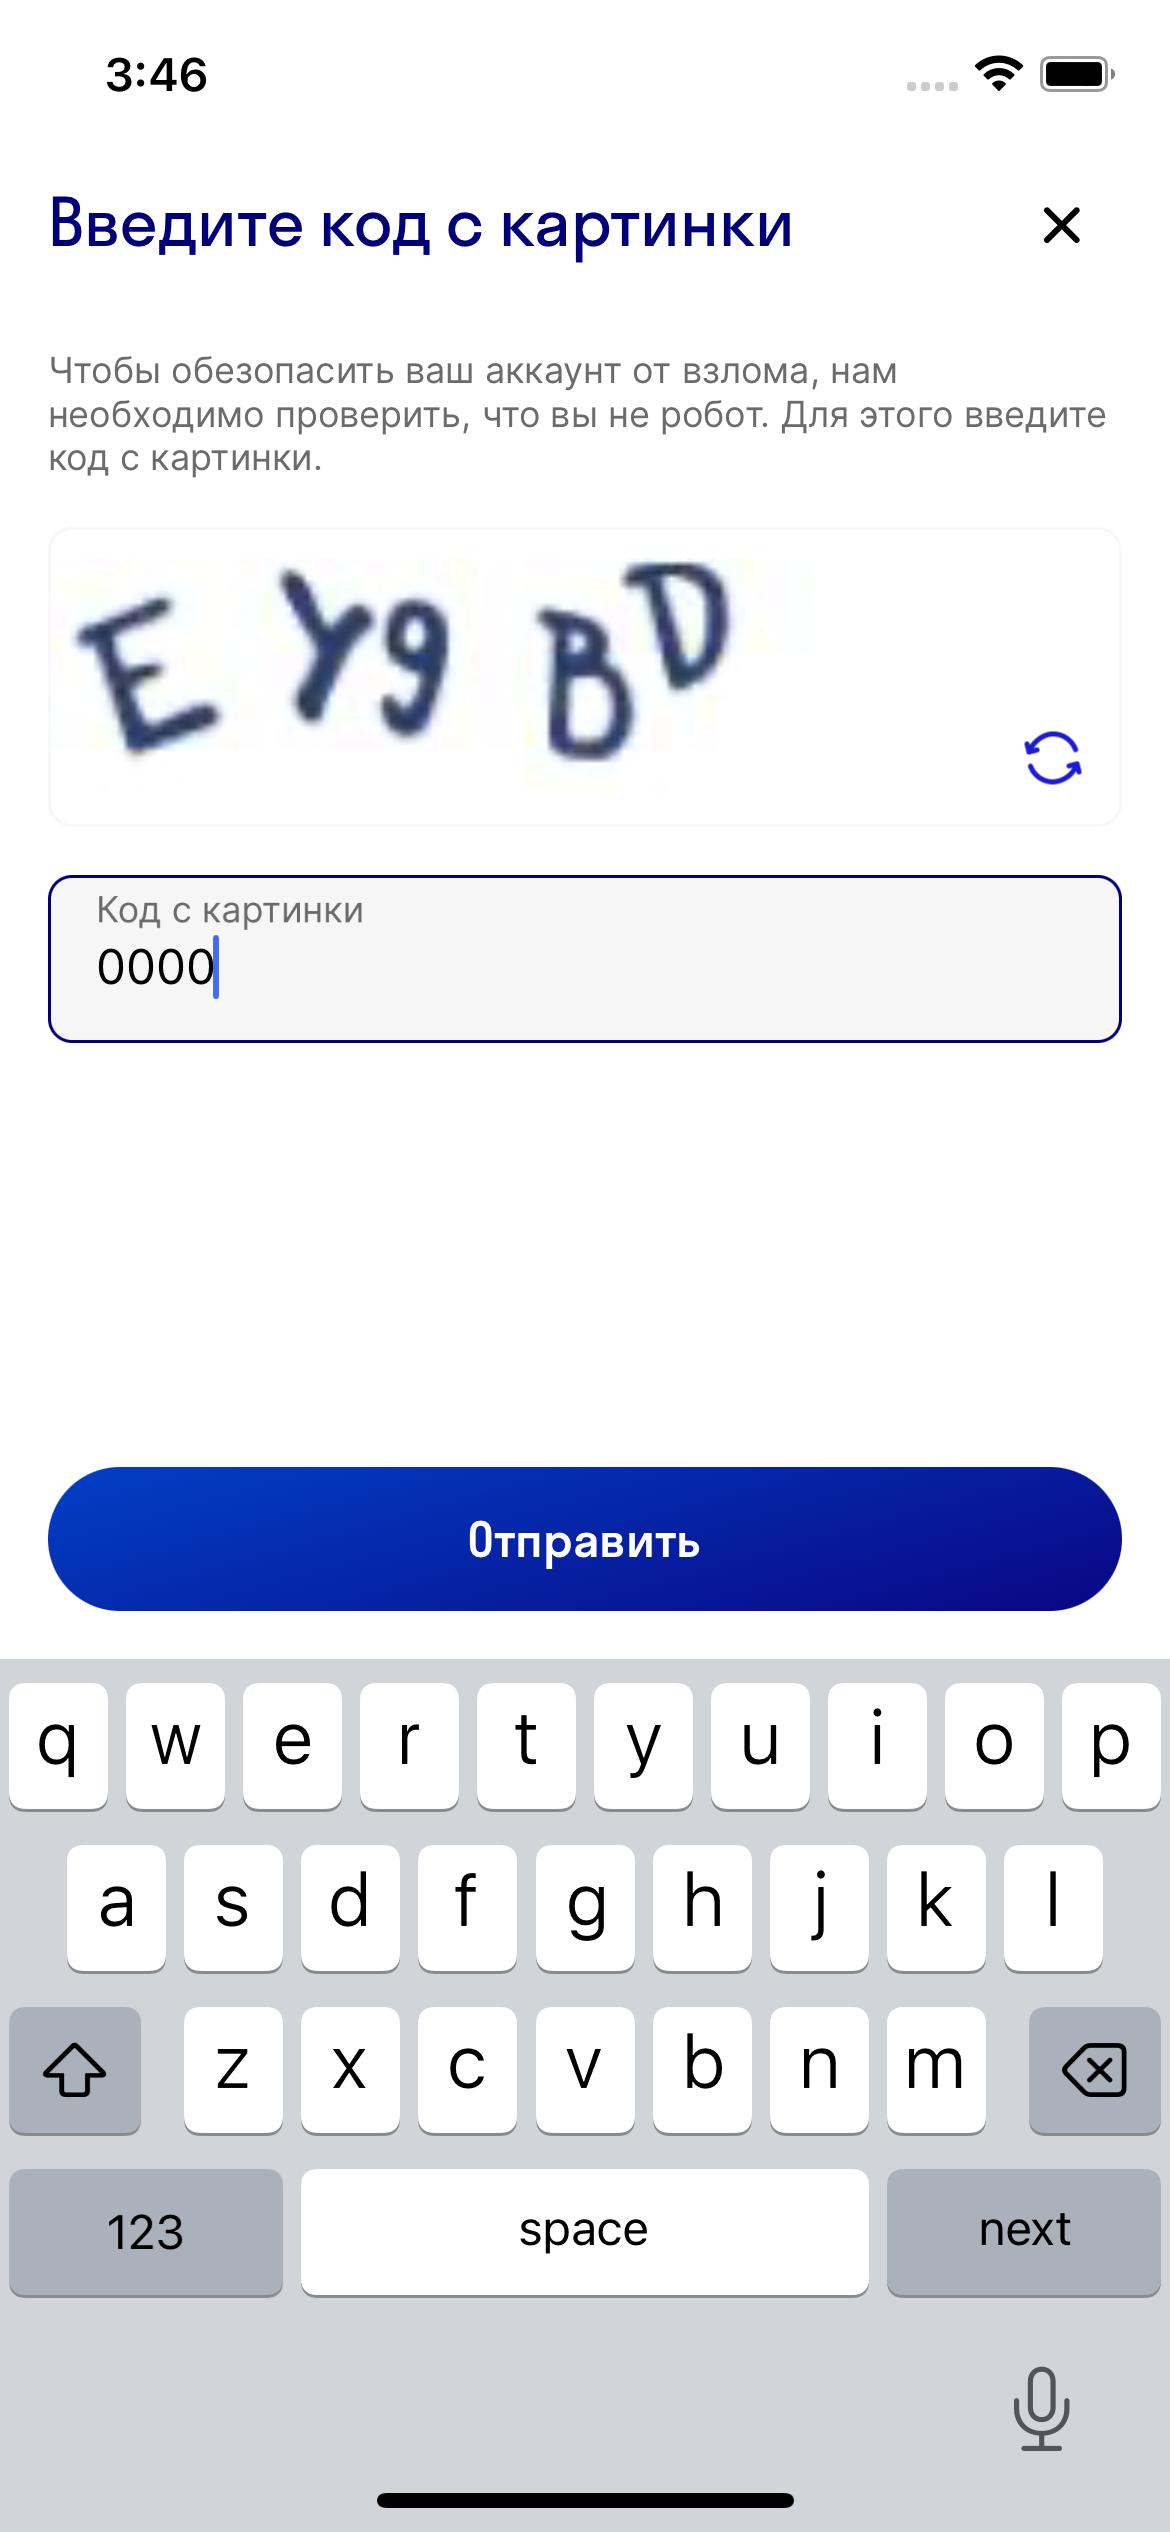 3:46
Введите код с картинки
Чтобы обезопасить ваш аккаунт от взлома, нам
необходимо проверить, что вы не робот. Для этого введите
код с картинки.
EYgBD
Код с картинки
0000
Отправить
q w e r t y u i o p
a s d f g h j k l
z x c v b n m
123 space next